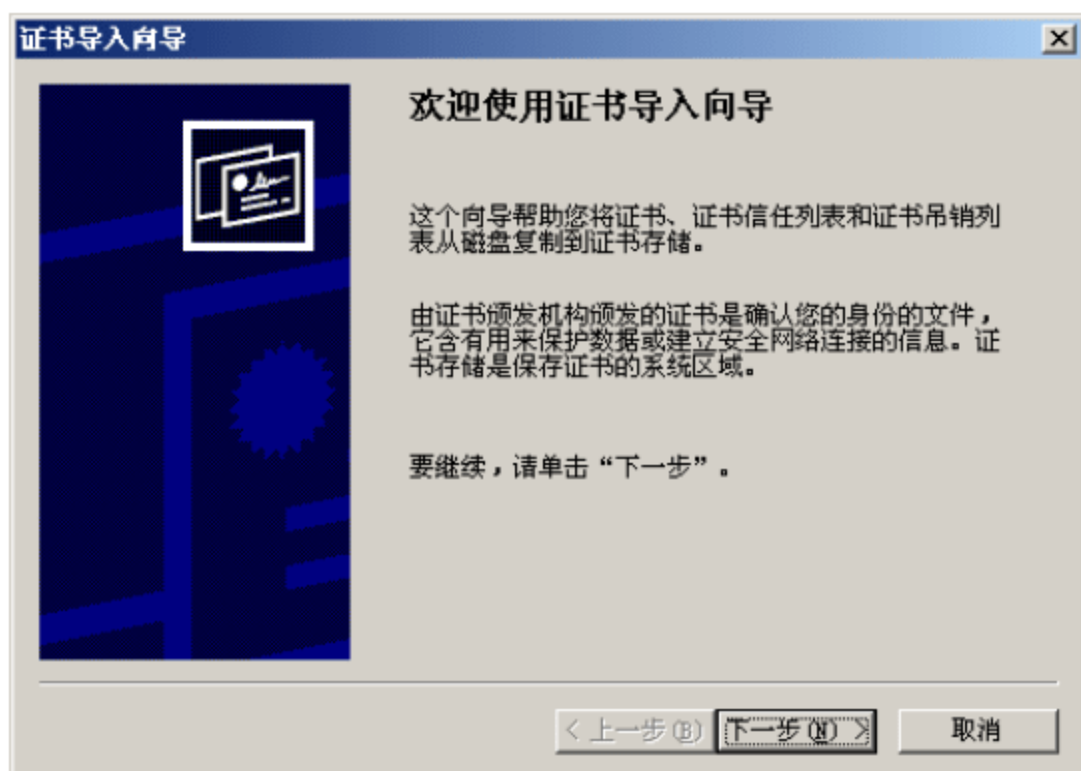 证书导入向导
欢迎使用证书导入向导
这个向导帮助您将证书、证书信任列表和证书吊销列
表从磁盘复制到证书存储。
由证书颁发机构颁发的证书是确认您的身份的文件，
它含有用来保护数据或建立安全网络连接的信息。证
书存储是保存证书的系统区域。
要继续，请单击“下一步”。
< 上一步(B)
下一步(N) >
取消